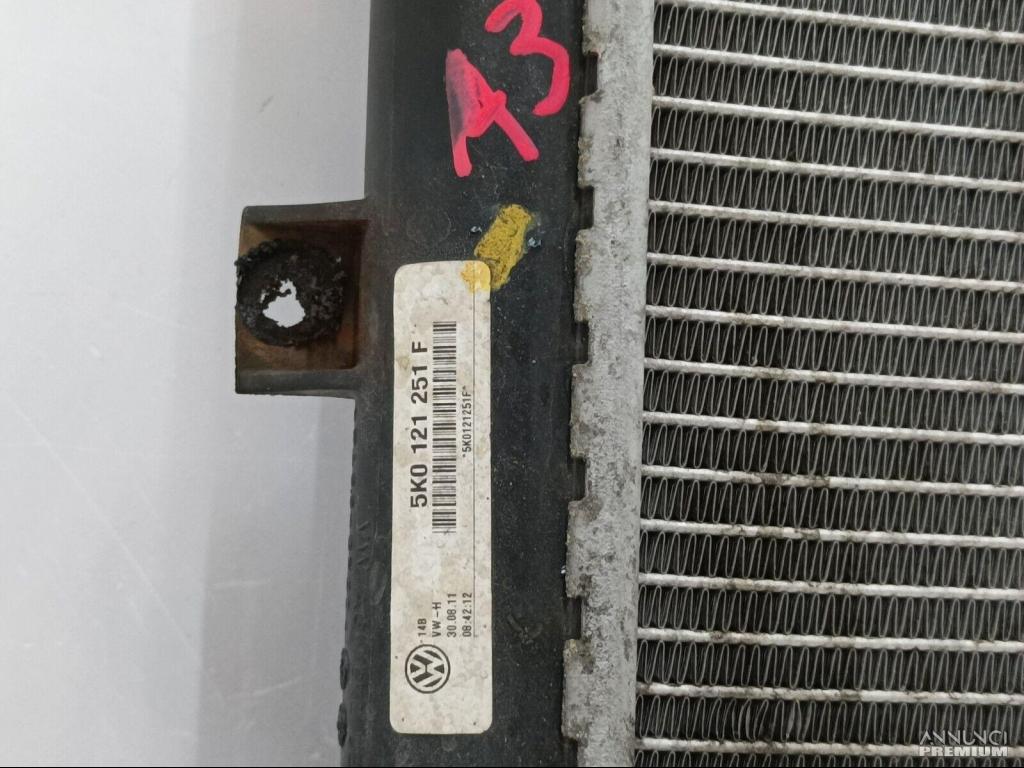 A3
5K0 121 251 F
*5K0121251F*
14B
VW-H
30.08.11
08:42:12
ANNUNCI
PREMIUM